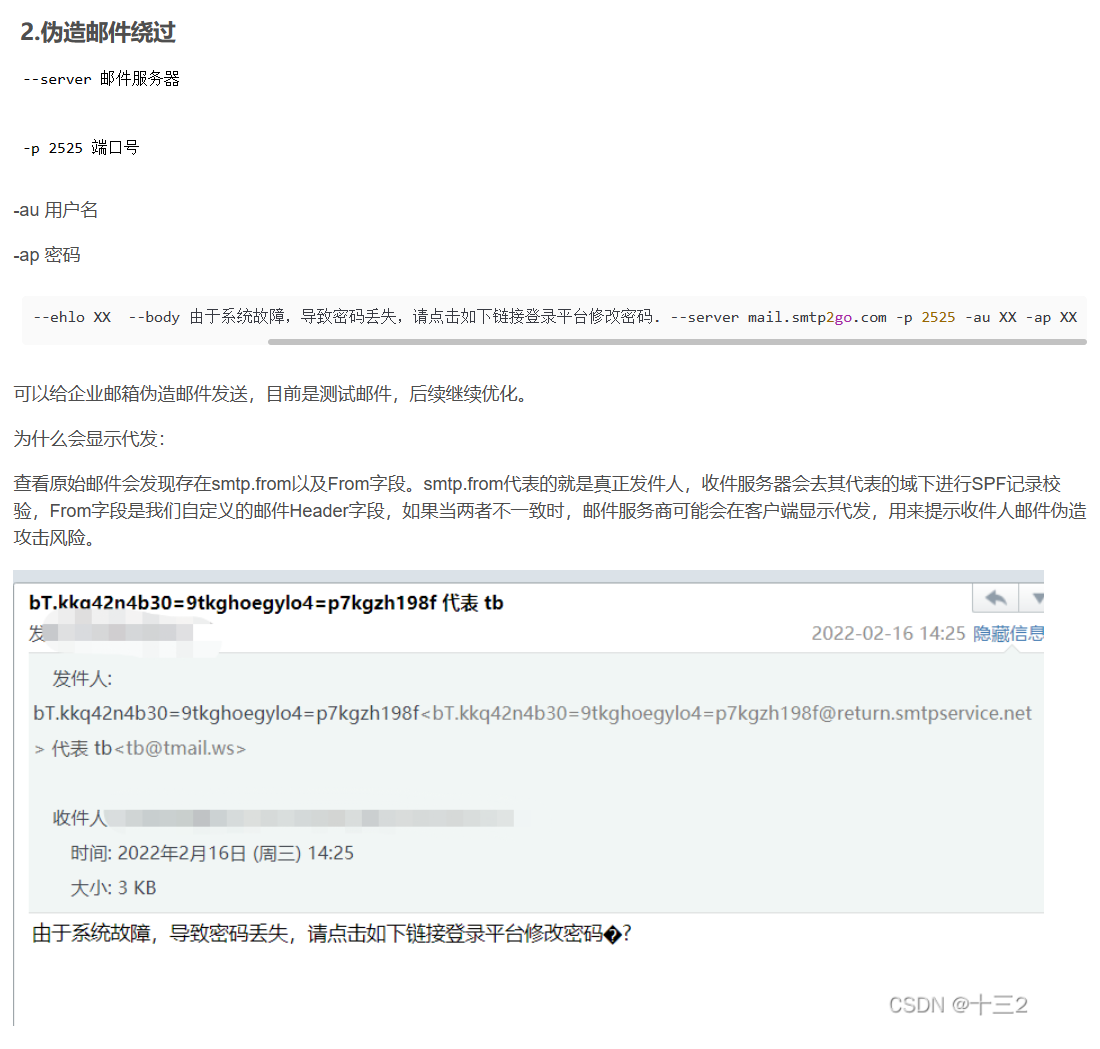 2.伪造邮件绕过
--server 邮件服务器
-p 2525 端口号
-au 用户名
-ap 密码
--ehlo XX  --body 由于系统故障，导致密码丢失，请点击如下链接登录平台修改密码. --server mail.smtp2go.com -p 2525 -au XX -ap XX
可以给企业邮箱伪造邮件发送，目前是测试邮件，后续继续优化。
为什么会显示代发：
查看原始邮件会发现存在smtp.from以及From字段。smtp.from代表的就是真正发件人，收件服务器会去其代表的域下进行SPF记录校
验，From字段是我们自定义的邮件Header字段，如果当两者不一致时，邮件服务商可能会在客户端显示代发，用来提示收件人邮件伪造
攻击风险。
bT.kkq42n4b30=9tkghoegylo4=p7kgzh198f 代表 tb
发
2022-02-16 14:25 隐藏信息
发件人:
bT.kkq42n4b30=9tkghoegylo4=p7kgzh198f<bT.kkq42n4b30=9tkghoegylo4=p7kgzh198f@return.smtpservice.net
> 代表 tb<tb@tmail.ws>
收件人
时间: 2022年2月16日 (周三) 14:25
大小: 3 KB
由于系统故障，导致密码丢失，请点击如下链接登录平台修改密码�?
CSDN @十三2